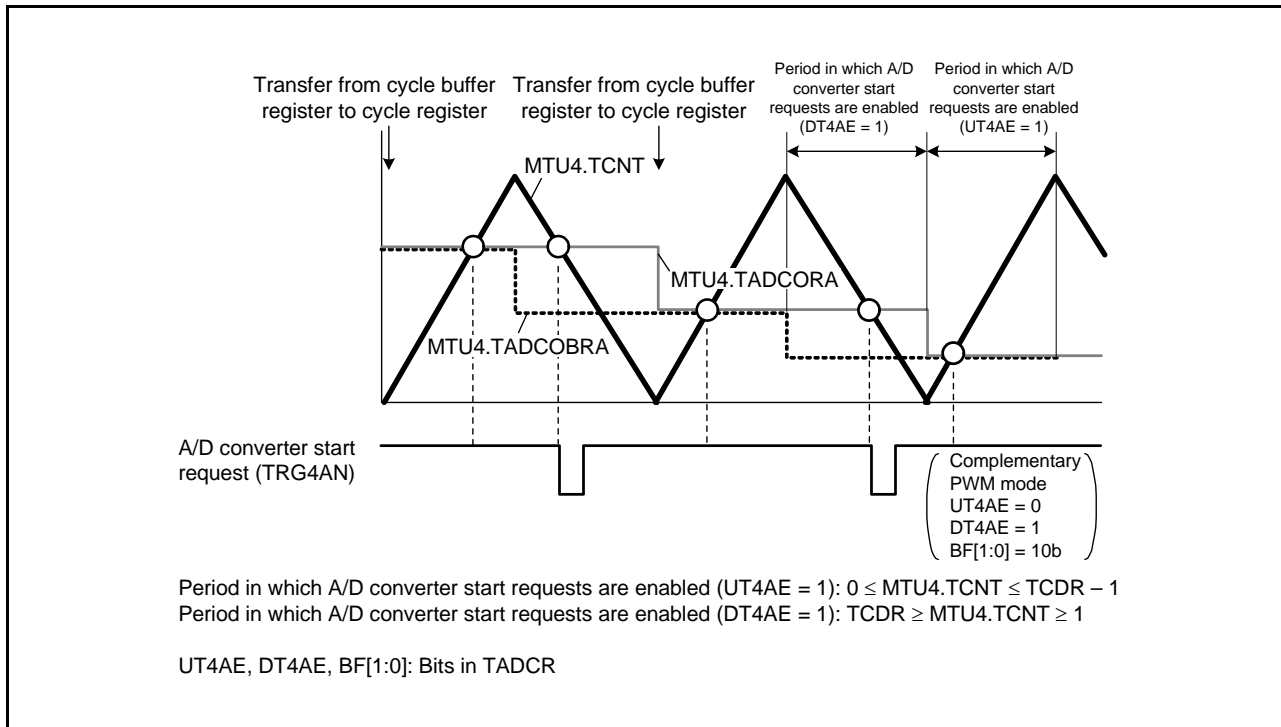 Transfer from cycle buffer
register to cycle register
Transfer from cycle buffer
register to cycle register
Period in which A/D
converter start
requests are enabled
(DT4AE = 1)
Period in which A/D
converter start
requests are enabled
(UT4AE = 1)
MTU4.TCNT
MTU4.TADCORA
MTU4.TADCOBRA
A/D converter start
request (TRG4AN)
Complementary
PWM mode
UT4AE = 0
DT4AE = 1
BF[1:0] = 10b
Period in which A/D converter start requests are enabled (UT4AE = 1): 0 ≤ MTU4.TCNT ≤ TCDR – 1
Period in which A/D converter start requests are enabled (DT4AE = 1): TCDR ≥ MTU4.TCNT ≥ 1
UT4AE, DT4AE, BF[1:0]: Bits in TADCR